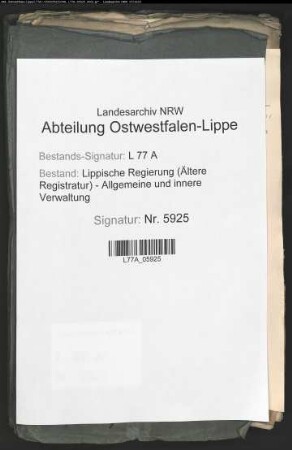 Landesarchiv NRW
Abteilung Ostwestfalen-Lippe
Bestands-Signatur: L 77 A
Bestand: Lippische Regierung (Ältere
Registratur) - Allgemeine und innere
Verwaltung
Signatur: Nr. 5925
L77A_05925